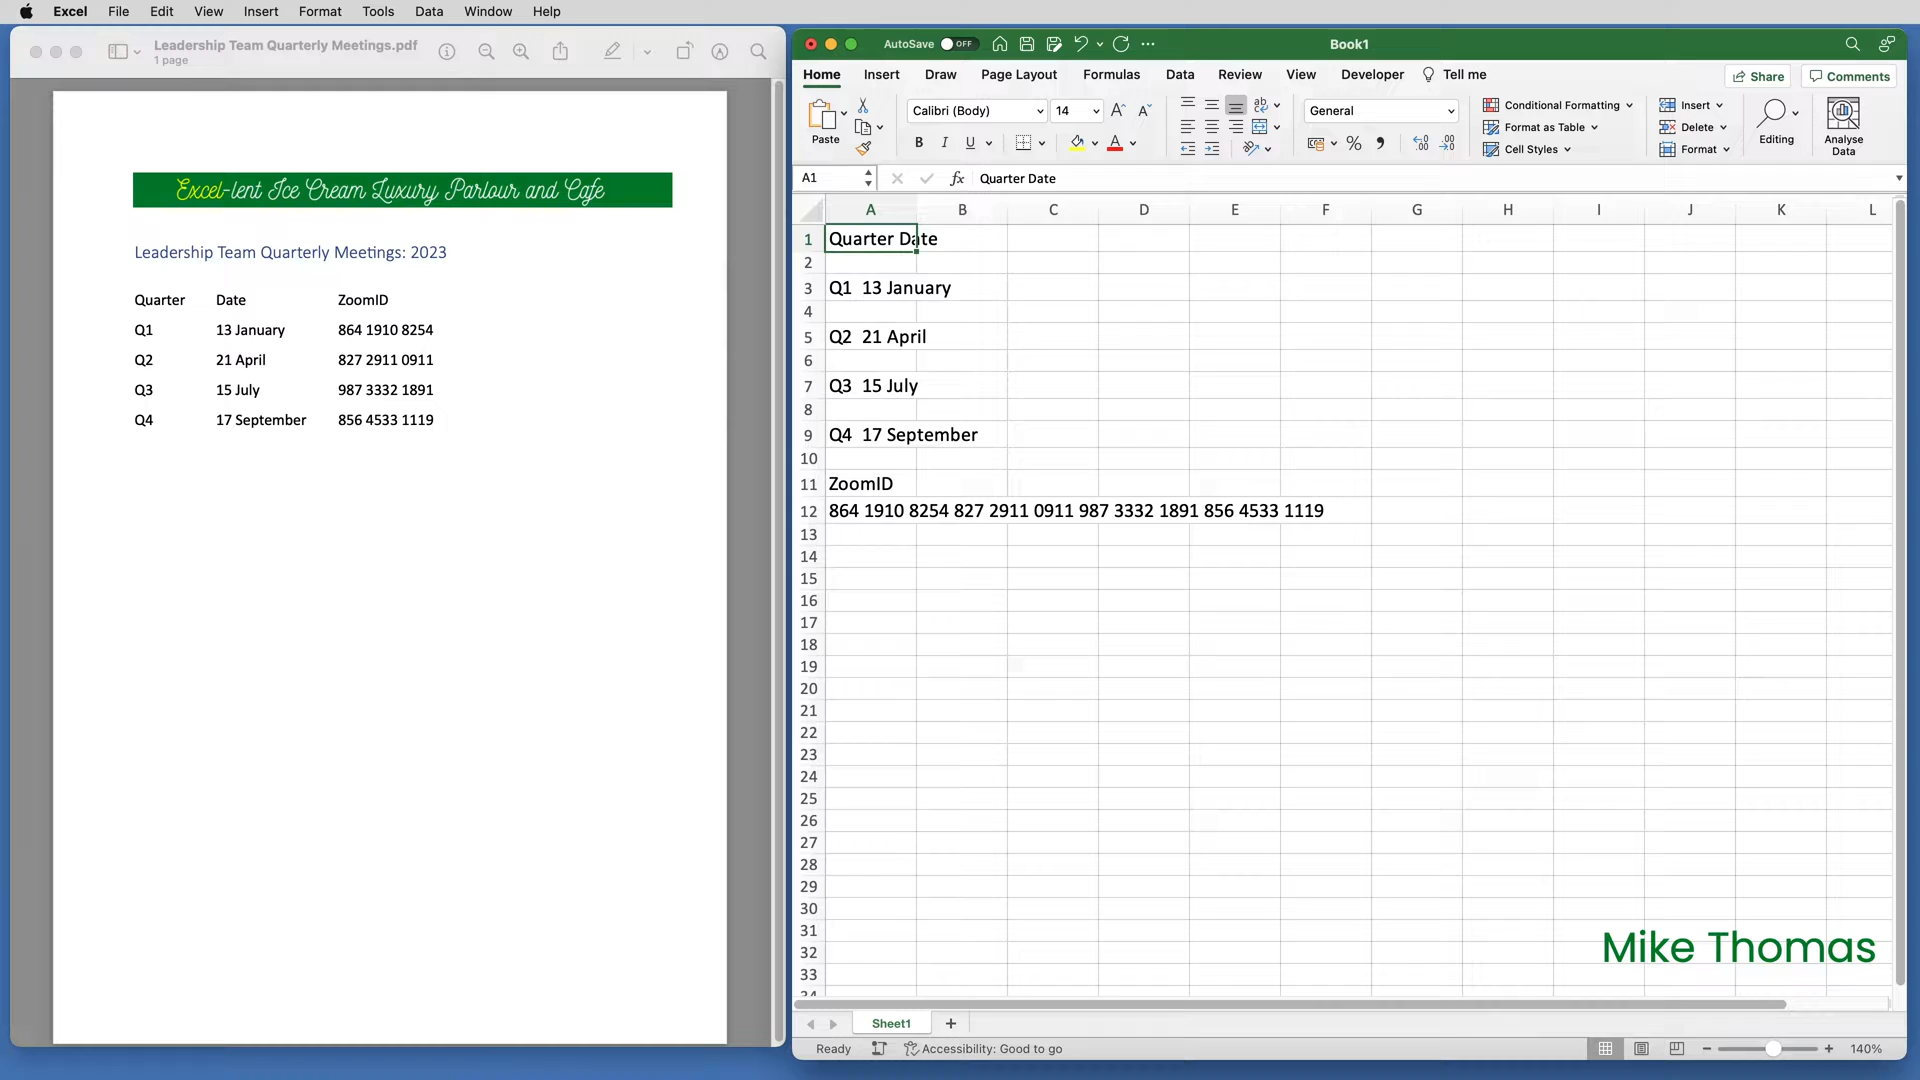 Excel File Edit View Insert Format Tools Data Window Help
Leadership Team Quarterly Meetings.pdf
1 page
Excel-lent Ice Cream Luxury Parlour and Cafe
Leadership Team Quarterly Meetings: 2023
Quarter Date ZoomID
Q1 13 January 864 1910 8254
Q2 21 April 827 2911 0911
Q3 15 July 987 3332 1891
Q4 17 September 856 4533 1119
AutoSave OFF Book1
Home Insert Draw Page Layout Formulas Data Review View Developer Tell me Share Comments
Paste
Calibri (Body) 14
B I U
General
%
Conditional Formatting
Format as Table
Cell Styles
Insert
Delete
Format
Editing
Analyse
Data
A1 fx Quarter Date
A B C D E F G H I J K L
1 Quarter Date
2
3 Q1 13 January
4
5 Q2 21 April
6
7 Q3 15 July
8
9 Q4 17 September
10
11 ZoomID
12 864 1910 8254 827 2911 0911 987 3332 1891 856 4533 1119
13
14
15
16
17
18
19
20
21
22
23
24
25
26
27
28
29
30
31
32
33
34
Mike Thomas
Sheet1
Ready Accessibility: Good to go 140%